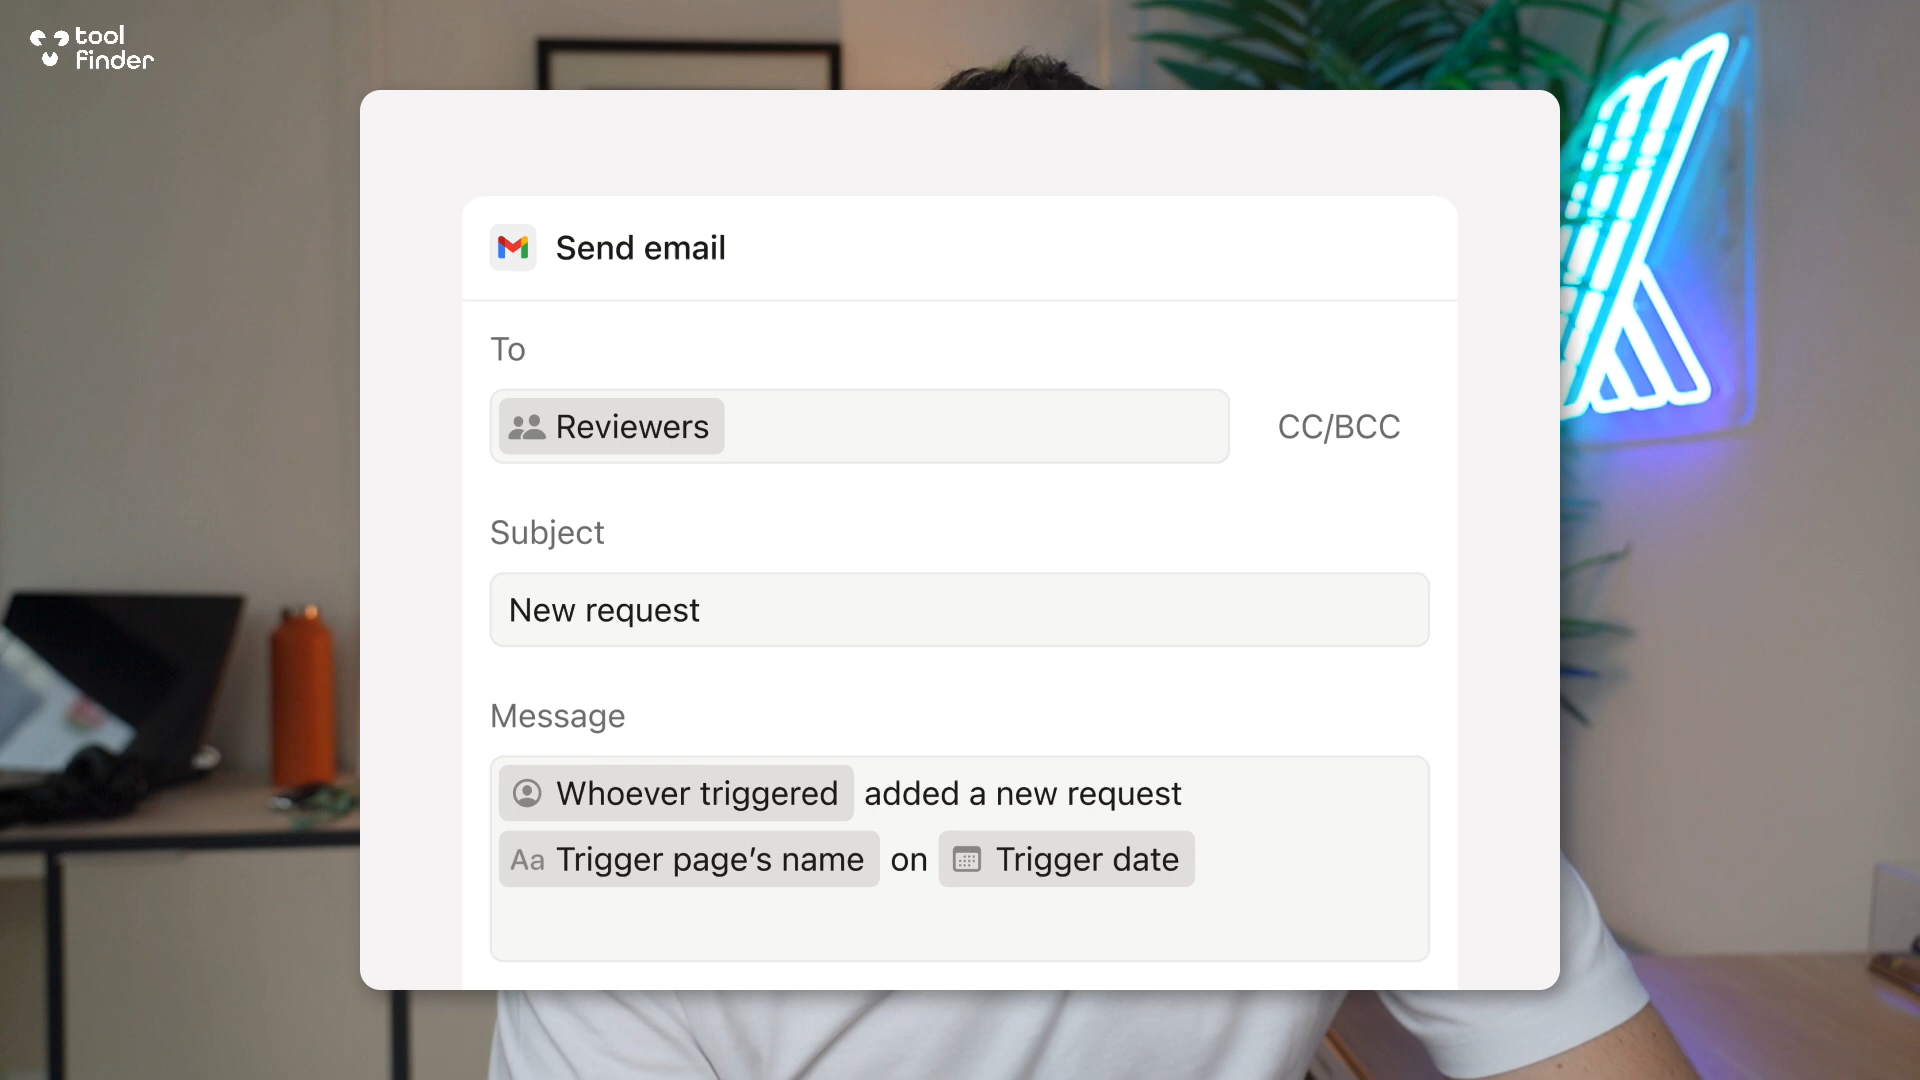 tool
finder
Send email
To
Reviewers
CC/BCC
Subject
New request
Message
Whoever triggered added a new request
Aa Trigger page’s name on Trigger date